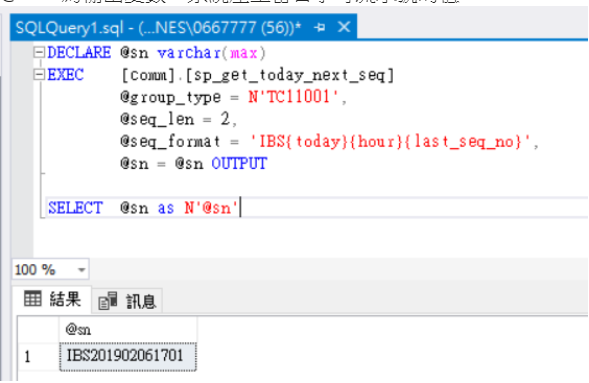 SQLQuery1.sql - (...NES\0667777 (56))*
DECLARE @sn varchar(max)
EXEC [Comm].[sp_get_today_next_seq]
@group_type = N'TC11001',
@seq_len = 2,
@seq_format = 'IBS{today}{hour}{last_seq_no}',
@sn = @sn OUTPUT
SELECT @sn as N'@sn'
100 %
結果 訊息
@sn
1 IBS201902061701